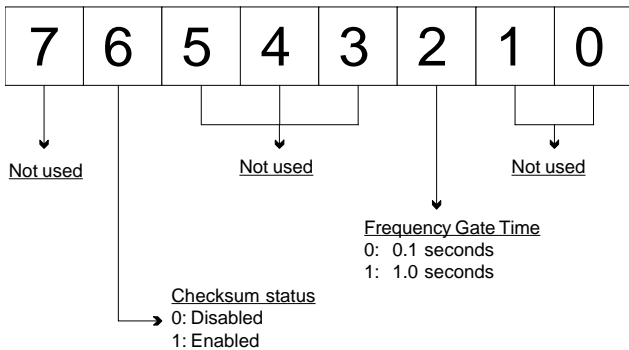 7 6 5 4 3 2 1 0
Not used
Not used
Not used
Frequency Gate Time
0: 0.1 seconds
1: 1.0 seconds
Checksum status
0: Disabled
1: Enabled